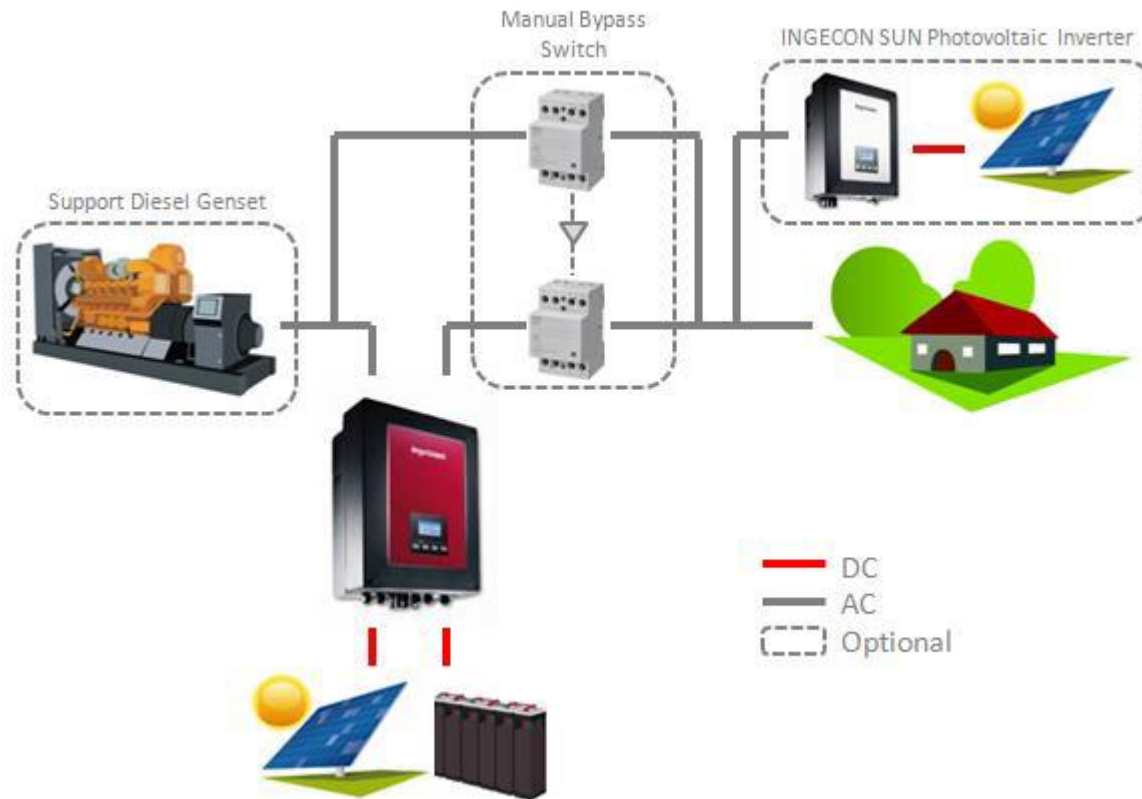 Manual Bypass
Switch
INGECON SUN Photovoltaic Inverter
Support Diesel Genset
DC
AC
Optional